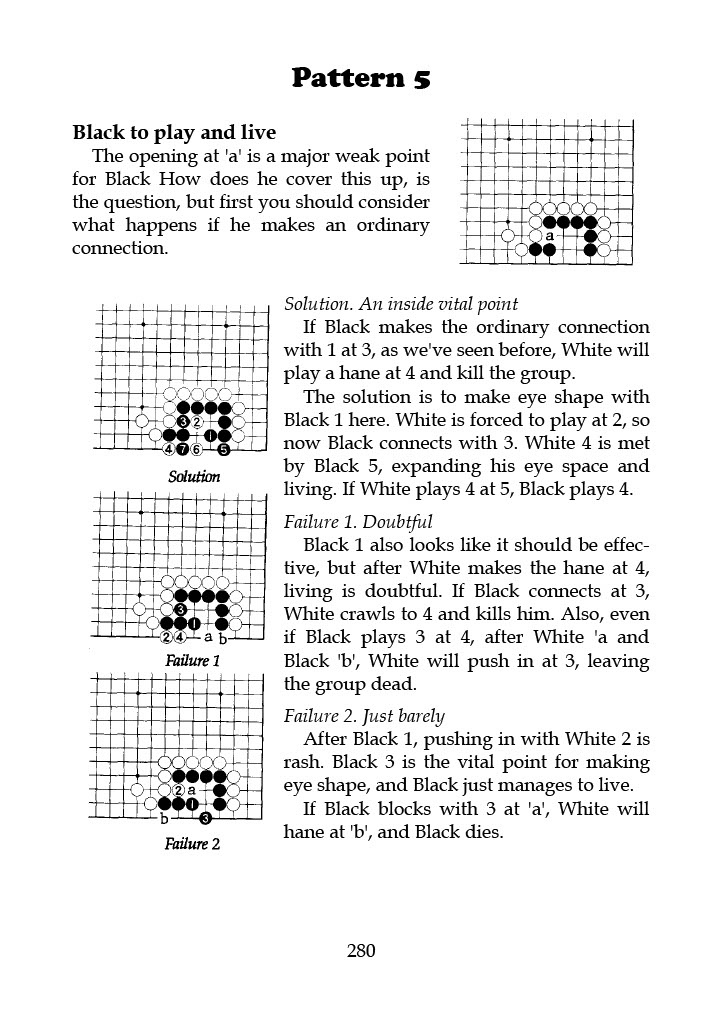 Pattern 5
Black to play and live
The opening at 'a' is a major weak point
for Black How does he cover this up, is
the question, but first you should consider
what happens if he makes an ordinary
connection.
a
Solution. An inside vital point
If Black makes the ordinary connection
with 1 at 3, as we've seen before, White will
play a hane at 4 and kill the group.
The solution is to make eye shape with
Black 1 here. White is forced to play at 2, so
now Black connects with 3. White 4 is met
by Black 5, expanding his eye space and
living. If White plays 4 at 5, Black plays 4.
3 2
1
4 7 6 5
Solution
Failure 1. Doubtful
Black 1 also looks like it should be effec-
tive, but after White makes the hane at 4,
living is doubtful. If Black connects at 3,
White crawls to 4 and kills him. Also, even
if Black plays 3 at 4, after White 'a and
Black 'b', White will push in at 3, leaving
the group dead.
3
1
2 4 a b
Failure 1
Failure 2. Just barely
After Black 1, pushing in with White 2 is
rash. Black 3 is the vital point for making
eye shape, and Black just manages to live.
If Black blocks with 3 at 'a', White will
hane at 'b', and Black dies.
2 a
1
b 3
Failure 2
280